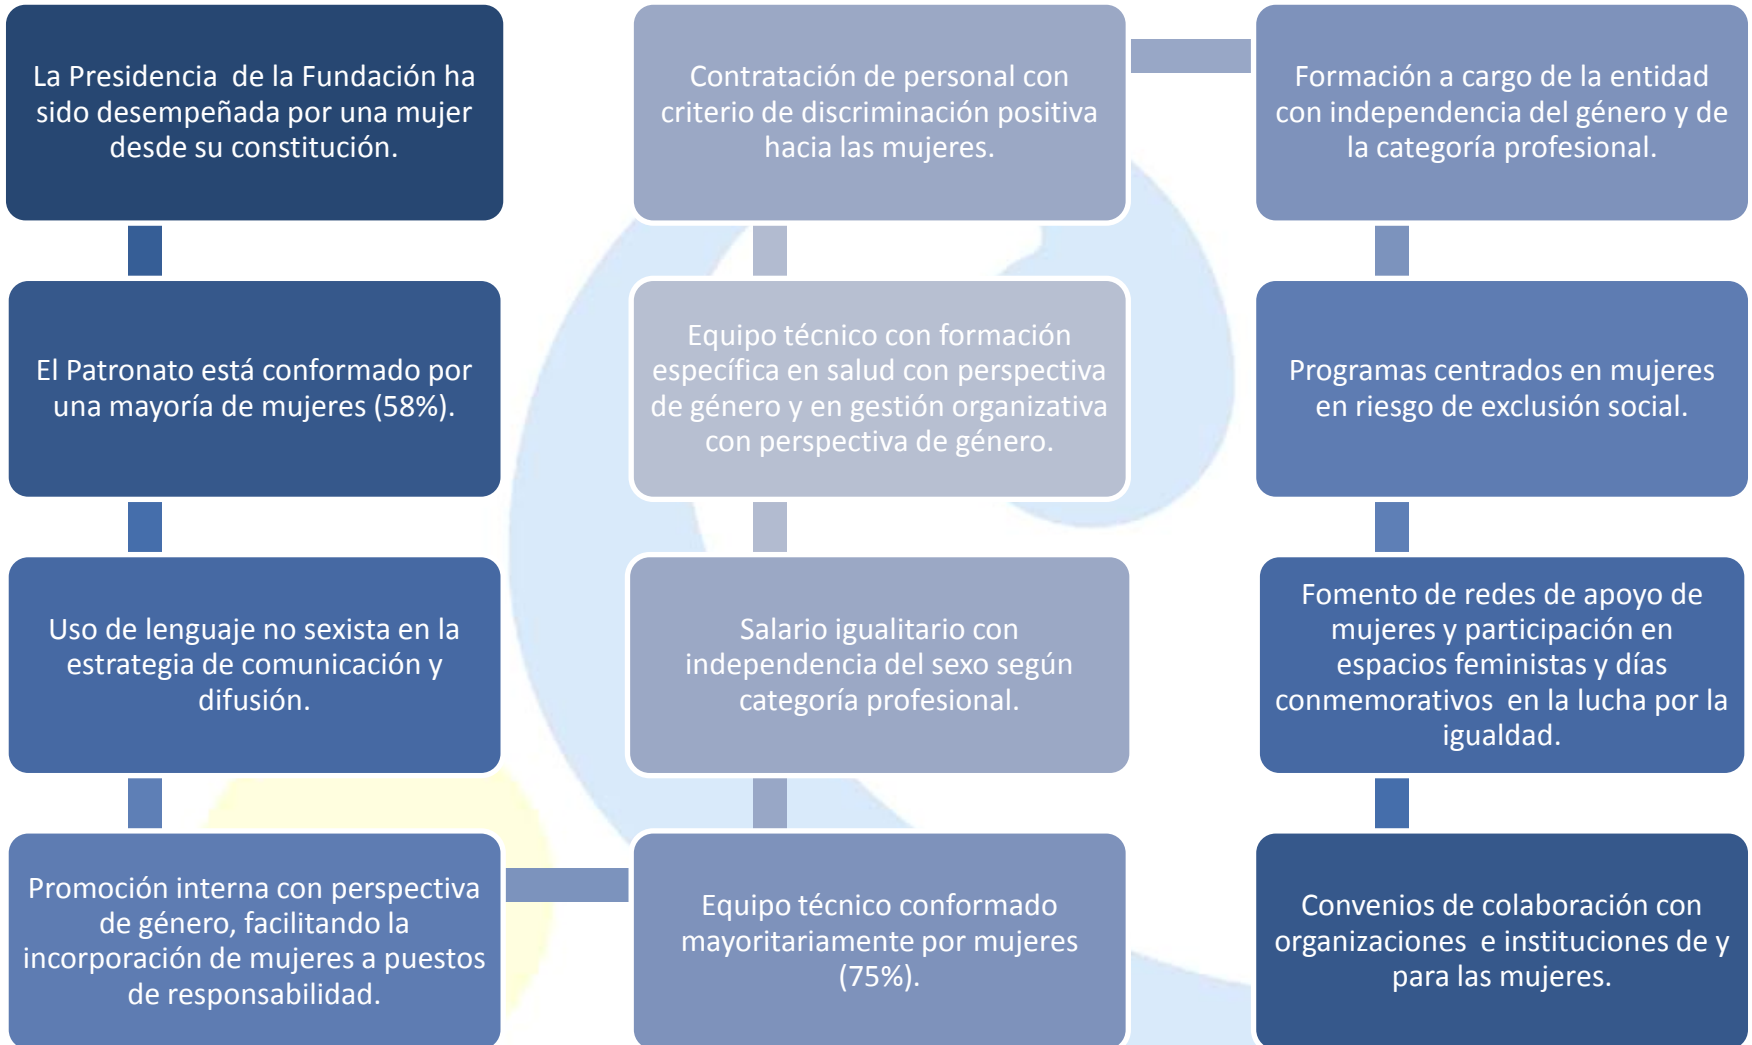 La Presidencia  de la Fundación ha
sido desempeñada por una mujer
desde su constitución.
El Patronato está conformado por
una mayoría de mujeres (58%).
Uso de lenguaje no sexista en la
estrategia de comunicación y
difusión.
Promoción interna con perspectiva
de género, facilitando la
incorporación de mujeres a puestos
de responsabilidad.
Equipo técnico conformado
mayoritariamente por mujeres
(75%).
Salario igualitario con
independencia del sexo según
categoría profesional.
Equipo técnico con formación
específica en salud con perspectiva
de género y en gestión organizativa
con perspectiva de género.
Contratación de personal con
criterio de discriminación positiva
hacia las mujeres.
Formación a cargo de la entidad
con independencia del género y de
la categoría profesional.
Programas centrados en mujeres
en riesgo de exclusión social.
Fomento de redes de apoyo de
mujeres y participación en
espacios feministas y días
conmemorativos  en la lucha por la
igualdad.
Convenios de colaboración con
organizaciones  e instituciones de y
para las mujeres.